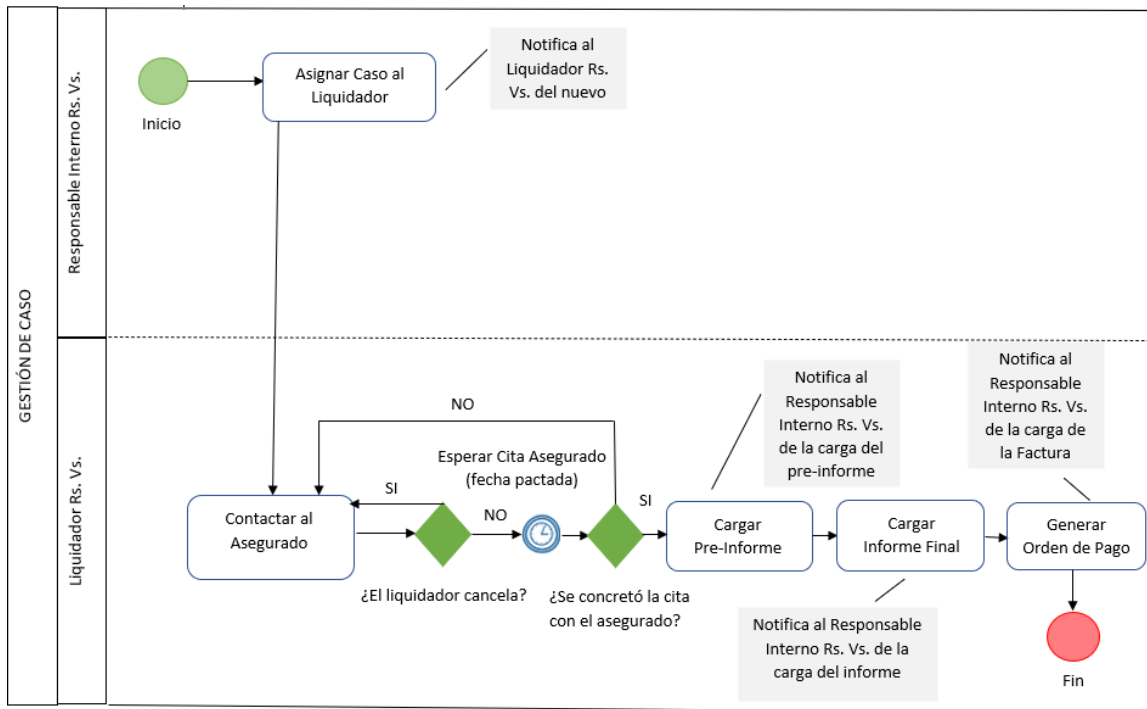 GESTIÓN DE CASO
Responsable Interno Rs. Vs.
Inicio
Asignar Caso al
Liquidador
Notifica al
Liquidador Rs.
Vs. del nuevo
Liquidador Rs. Vs.
Contactar al
Asegurado
SI
NO
¿El liquidador cancela?
NO
Esperar Cita Asegurado
(fecha pactada)
¿Se concretó la cita
con el asegurado?
SI
Cargar
Pre-Informe
Notifica al
Responsable
Interno Rs. Vs.
de la carga del
pre-informe
Cargar
Informe Final
Notifica al Responsable
Interno Rs. Vs. de la
carga del informe
Generar
Orden de Pago
Notifica al
Responsable
Interno Rs. Vs.
de la carga de
la Factura
Fin